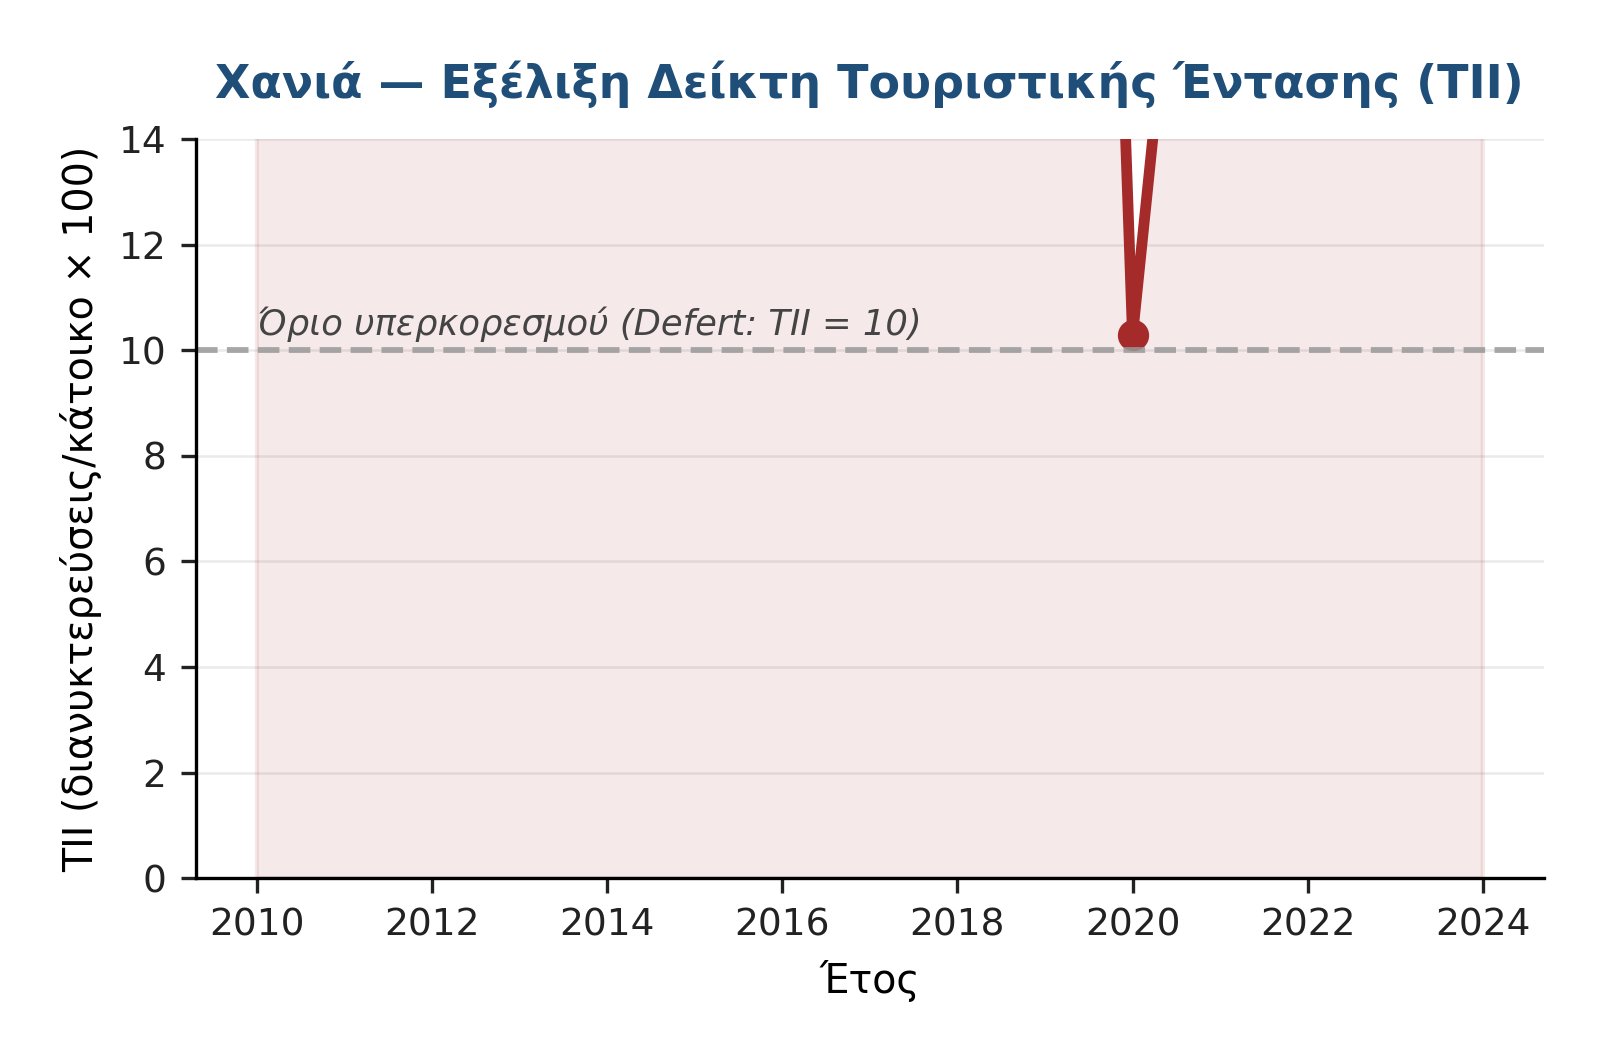 Χανιά — Εξέλιξη Δείκτη Τουριστικής Έντασης (TII)
TII (διανυκτερεύσεις/κάτοικο × 100)
14
12
10
8
6
4
2
0
Όριο υπερκορεσμού (Defert: TII = 10)
2010 2012 2014 2016 2018 2020 2022 2024
Έτος